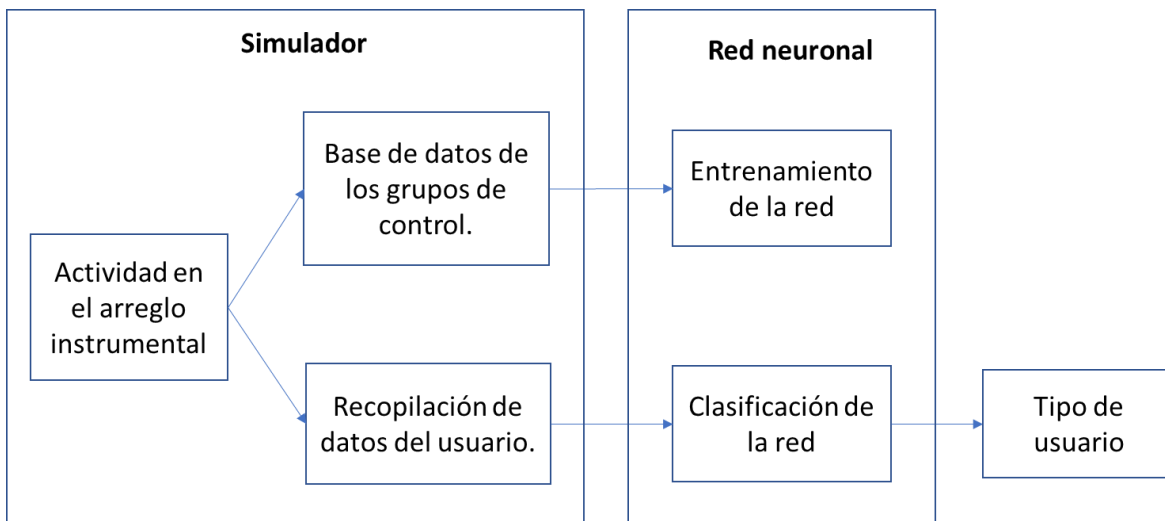 Simulador
Red neuronal
Base de datos de
los grupos de
control.
Entrenamiento
de la red
Actividad en
el arreglo
instrumental
Recopilación de
datos del usuario.
Clasificación de
la red
Tipo de
usuario